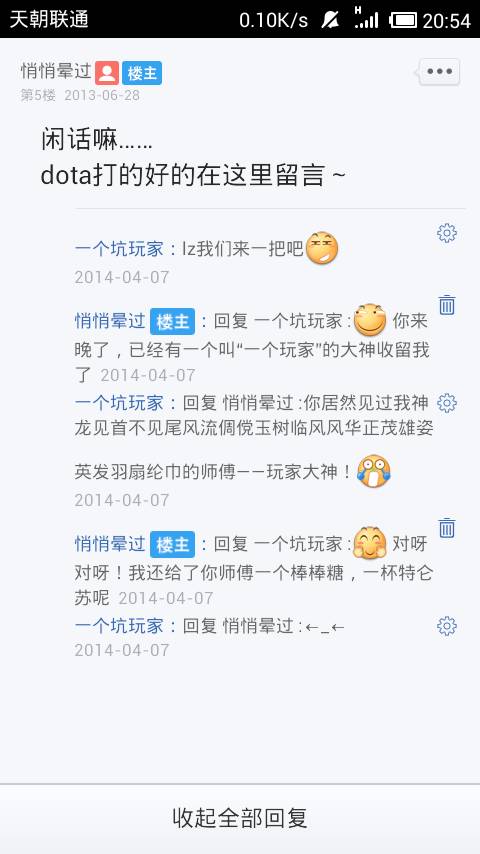 天朝联通 0.10K/s H 20:54
悄悄晕过 楼主
第5楼 2013-06-28
闲话嘛……
dota打的好的在这里留言～
一个坑玩家：lz我们来一把吧
2014-04-07
悄悄晕过 楼主：回复 一个坑玩家:你来
晚了，已经有一个叫“一个玩家”的大神收留我
了 2014-04-07
一个坑玩家：回复 悄悄晕过:你居然见过我神
龙见首不见尾风流倜傥玉树临风风华正茂雄姿
英发羽扇纶巾的师傅——玩家大神！
2014-04-07
悄悄晕过 楼主：回复 一个坑玩家:对呀
对呀！我还给了你师傅一个棒棒糖，一杯特仑
苏呢 2014-04-07
一个坑玩家：回复 悄悄晕过:←_←
2014-04-07
收起全部回复